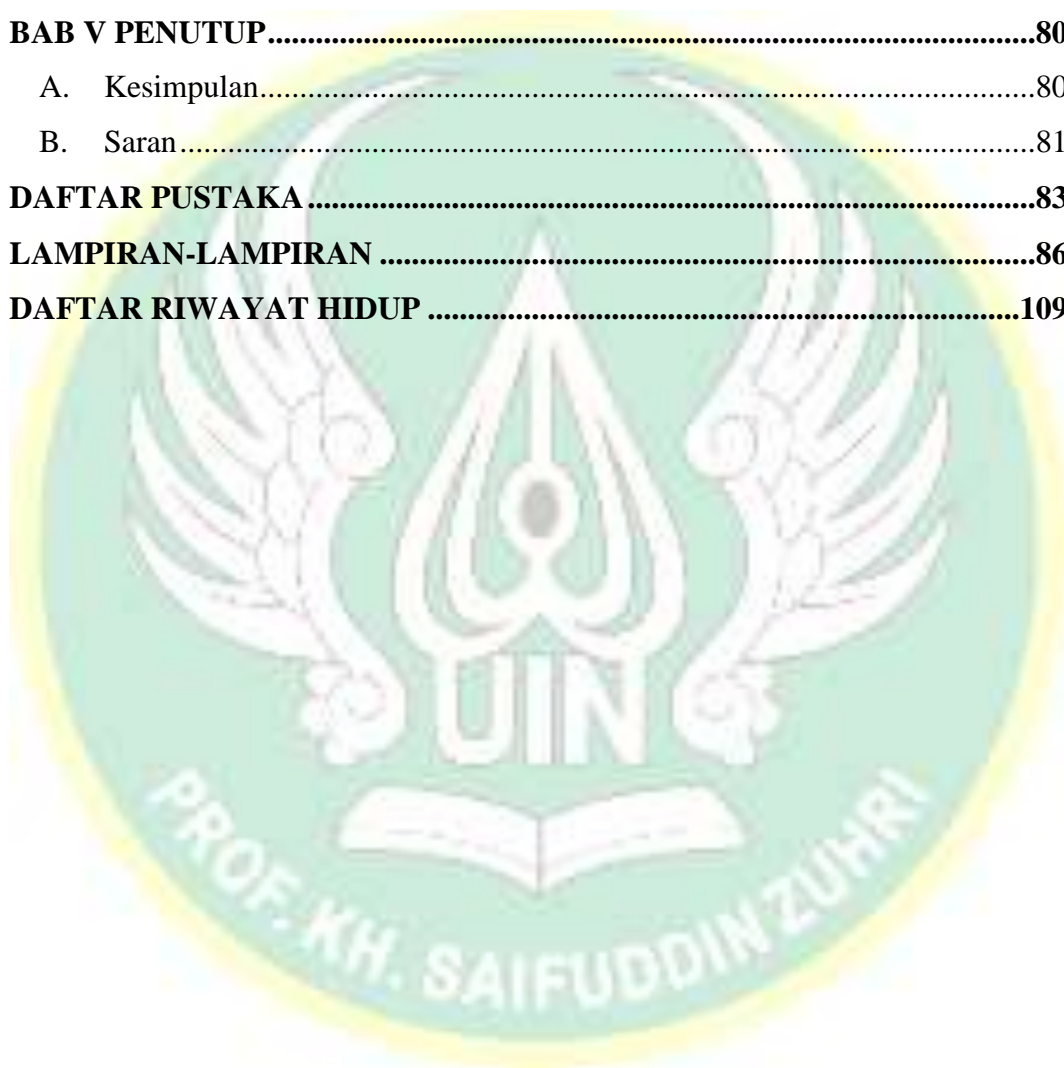 BAB V PENUTUP..........................................................................................80
A. Kesimpulan..........................................................................................80
B. Saran..........................................................................................81
DAFTAR PUSTAKA..........................................................................................83
LAMPIRAN-LAMPIRAN..........................................................................................86
DAFTAR RIWAYAT HIDUP..........................................................................................109
UIN
PROF. KH. SAIFUDDIN ZUHRI